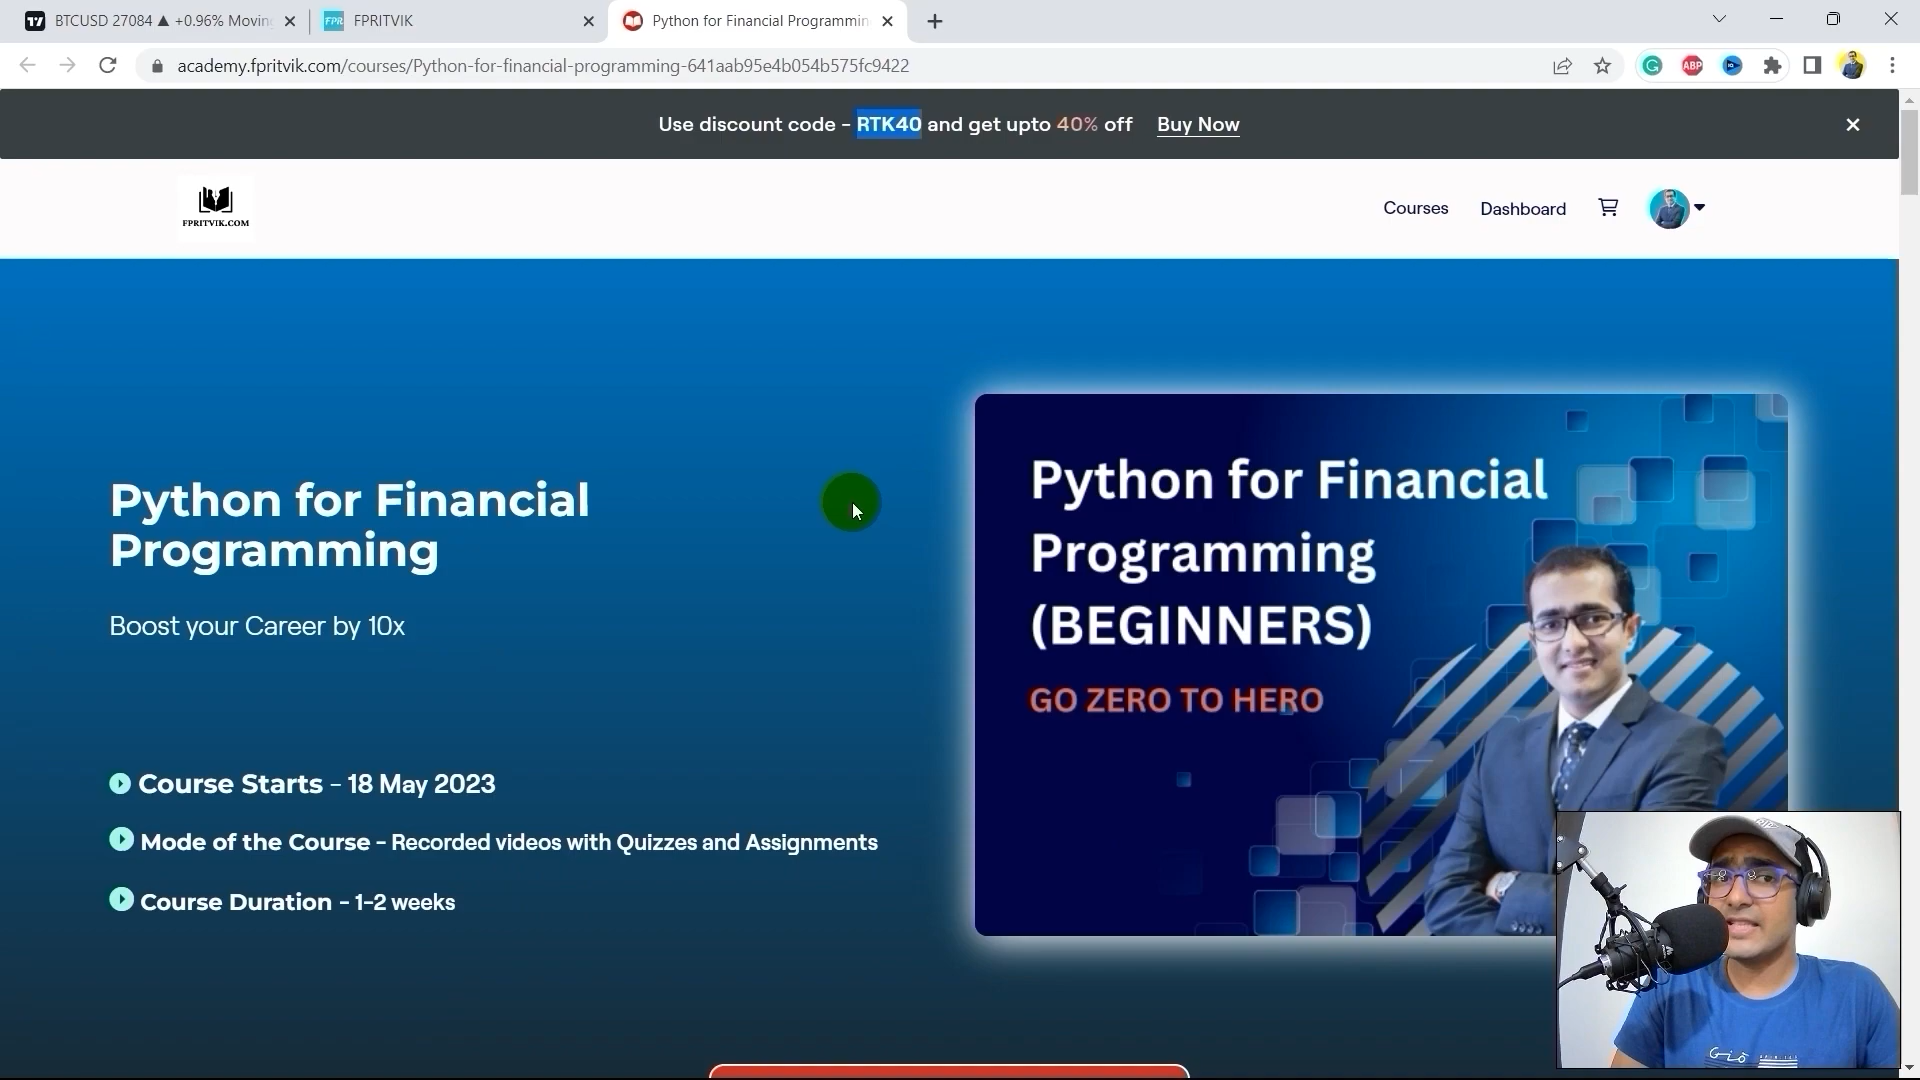 BTCUSD 27084 ▲ +0.96% Movin
FPR FPRITVIK
Python for Financial Programmin
academy.fpritvik.com/courses/Python-for-financial-programming-641aab95e4b054b575fc9422
ABP
Use discount code - RTK40 and get upto 40% off Buy Now
FPRITVIK.COM
Courses Dashboard
Python for Financial
Programming
Boost your Career by 10x
Course Starts - 18 May 2023
Mode of the Course - Recorded videos with Quizzes and Assignments
Course Duration - 1-2 weeks
Python for Financial
Programming
(BEGINNERS)
GO ZERO TO HERO